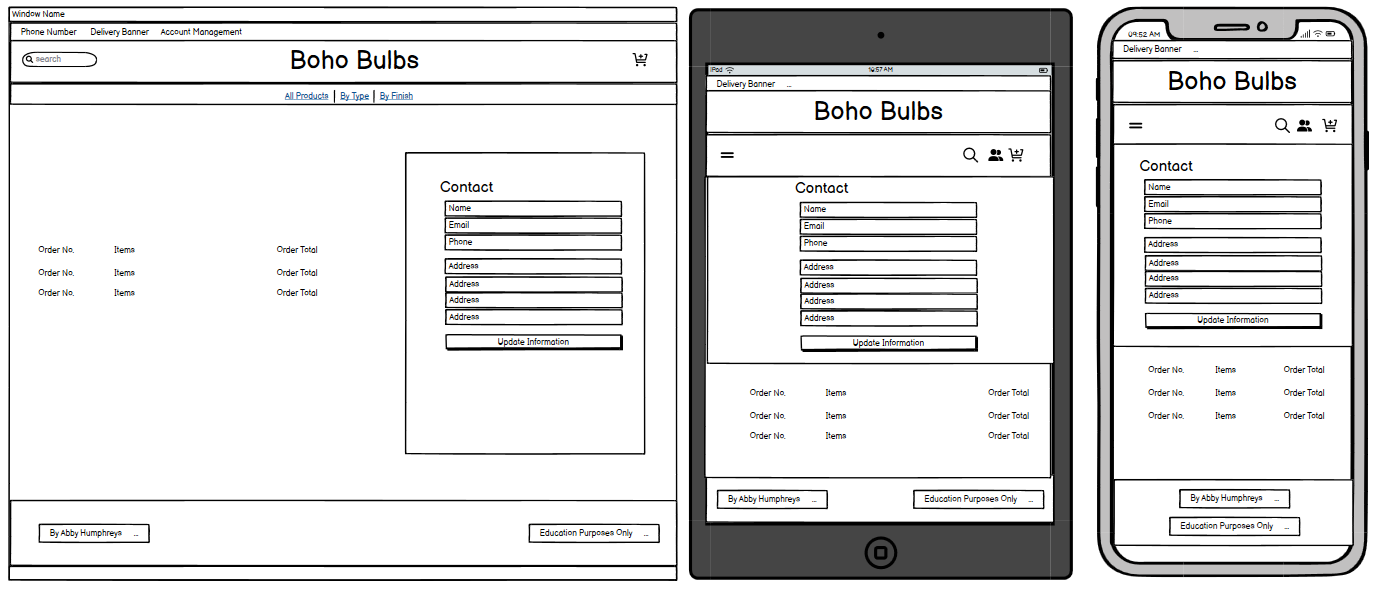 Window Name
Phone Number Delivery Banner Account Management
search
Boho Bulbs
All Products By Type By Finish
Contact
Name
Email
Phone
Address
Address
Address
Address
Update Information
Order No. Items Order Total
Order No. Items Order Total
Order No. Items Order Total
By Abby Humphreys ...
Education Purposes Only ...
iPad
10:57 AM
Delivery Banner ...
Boho Bulbs
Contact
Name
Email
Phone
Address
Address
Address
Address
Update Information
Order No. Items Order Total
Order No. Items Order Total
Order No. Items Order Total
By Abby Humphreys ...
Education Purposes Only ...
09:52 AM
Delivery Banner ...
Boho Bulbs
Contact
Name
Email
Phone
Address
Address
Address
Address
Update Information
Order No. Items Order Total
Order No. Items Order Total
Order No. Items Order Total
By Abby Humphreys ...
Education Purposes Only ...